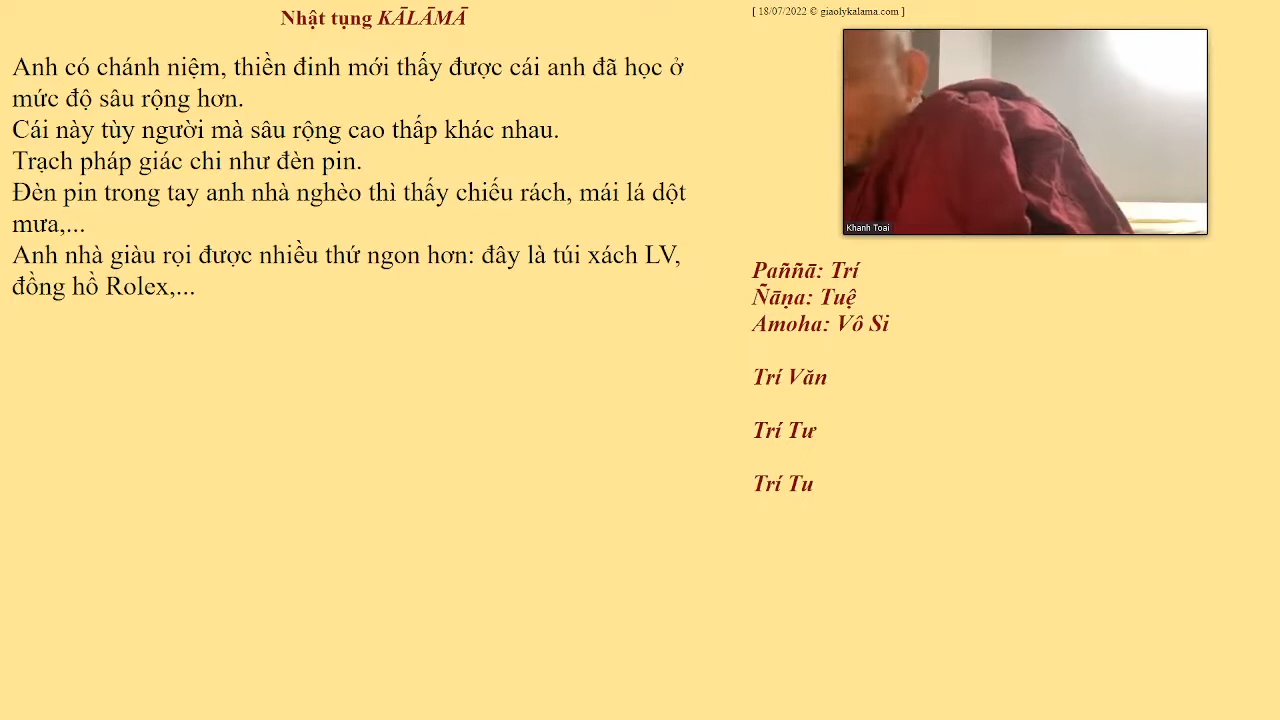 Nhật tụng KĀLĀMĀ
Anh có chánh niệm, thiền đinh mới thấy được cái anh đã học ở
mức độ sâu rộng hơn.
Cái này tùy người mà sâu rộng cao thấp khác nhau.
Trạch pháp giác chi như đèn pin.
Đèn pin trong tay anh nhà nghèo thì thấy chiếu rách, mái lá dột
mưa,...
Anh nhà giàu rọi được nhiều thứ ngon hơn: đây là túi xách LV,
đồng hồ Rolex,...
[ 18/07/2022 © giaolykalama.com ]
Khanh Toai
Paññā: Trí
Ñāṇa: Tuệ
Amoha: Vô Si
Trí Văn
Trí Tư
Trí Tu